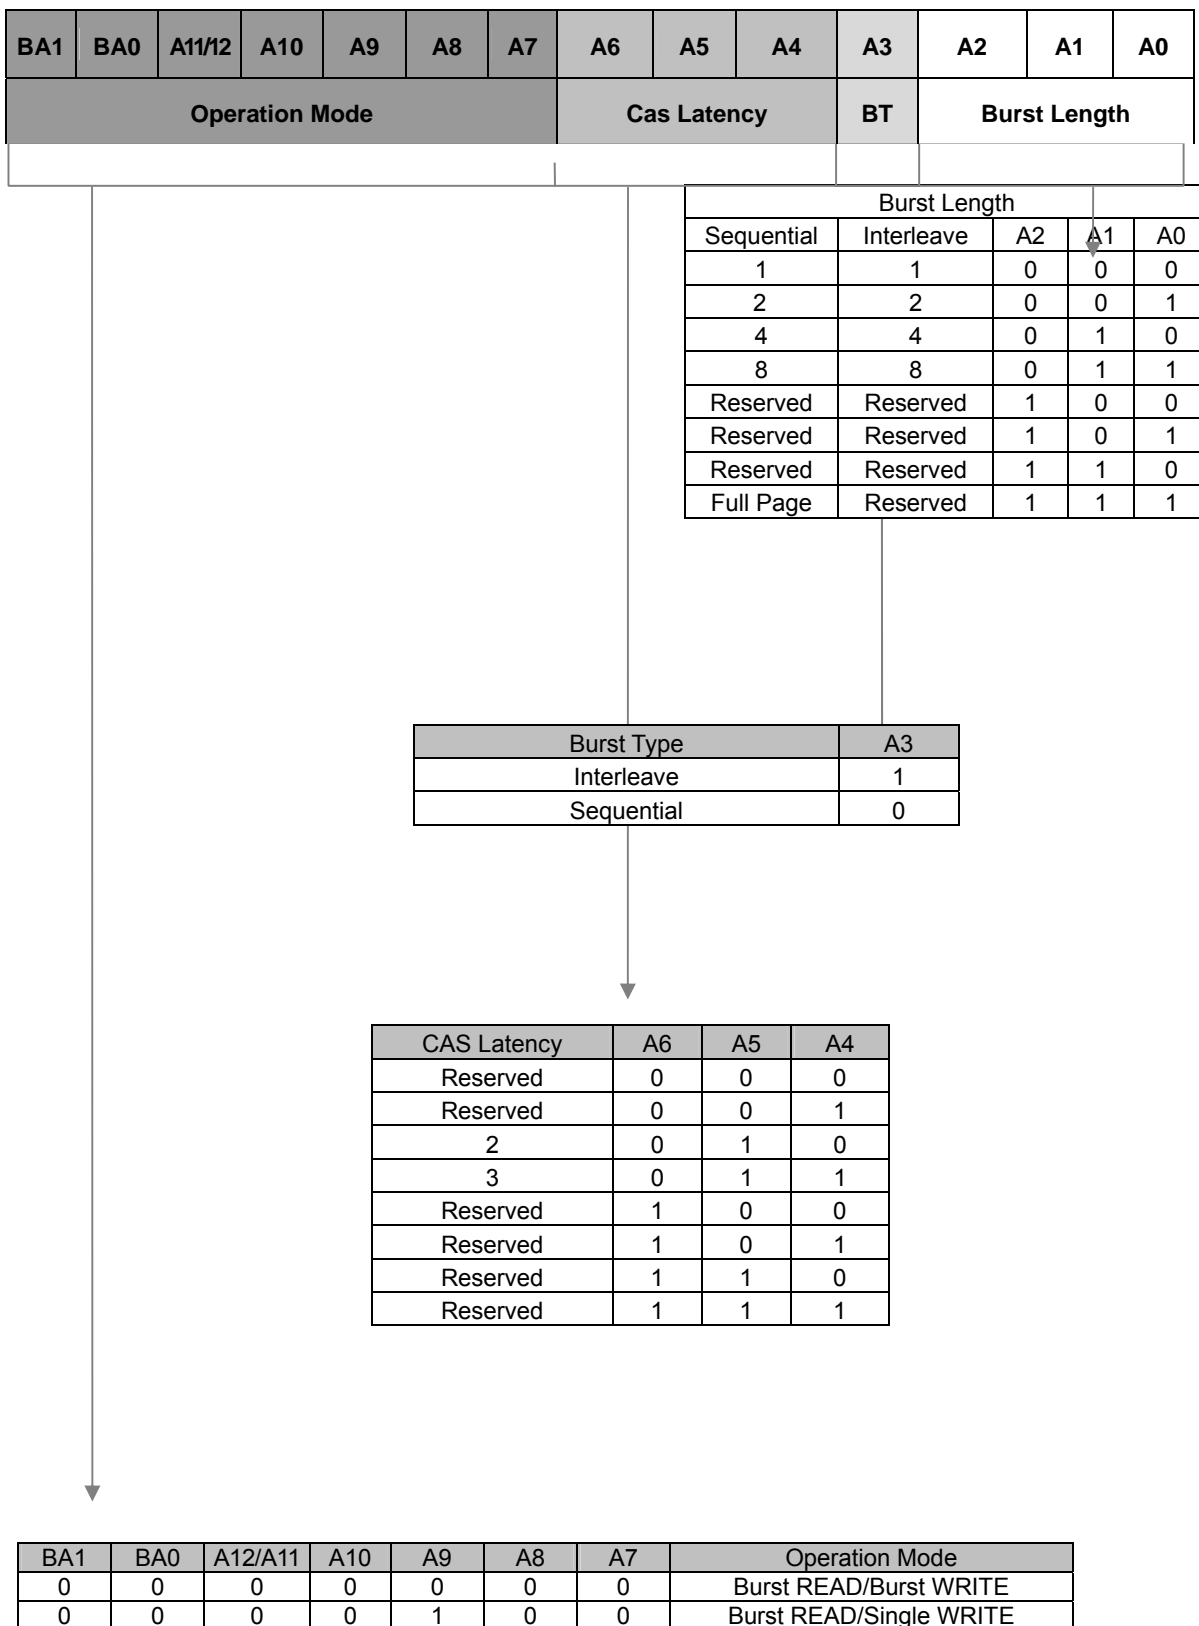 BA1 BA0 A11/12 A10 A9 A8 A7 A6 A5 A4 A3 A2 A1 A0
Operation Mode Cas Latency BT Burst Length
Burst Length
Sequential Interleave A2 A1 A0
1 1 0 0 0
2 2 0 0 1
4 4 0 1 0
8 8 0 1 1
Reserved Reserved 1 0 0
Reserved Reserved 1 0 1
Reserved Reserved 1 1 0
Full Page Reserved 1 1 1
Burst Type A3
Interleave 1
Sequential 0
CAS Latency A6 A5 A4
Reserved 0 0 0
Reserved 0 0 1
2 0 1 0
3 0 1 1
Reserved 1 0 0
Reserved 1 0 1
Reserved 1 1 0
Reserved 1 1 1
BA1 BA0 A12/A11 A10 A9 A8 A7 Operation Mode
0 0 0 0 0 0 0 Burst READ/Burst WRITE
0 0 0 0 1 0 0 Burst READ/Single WRITE